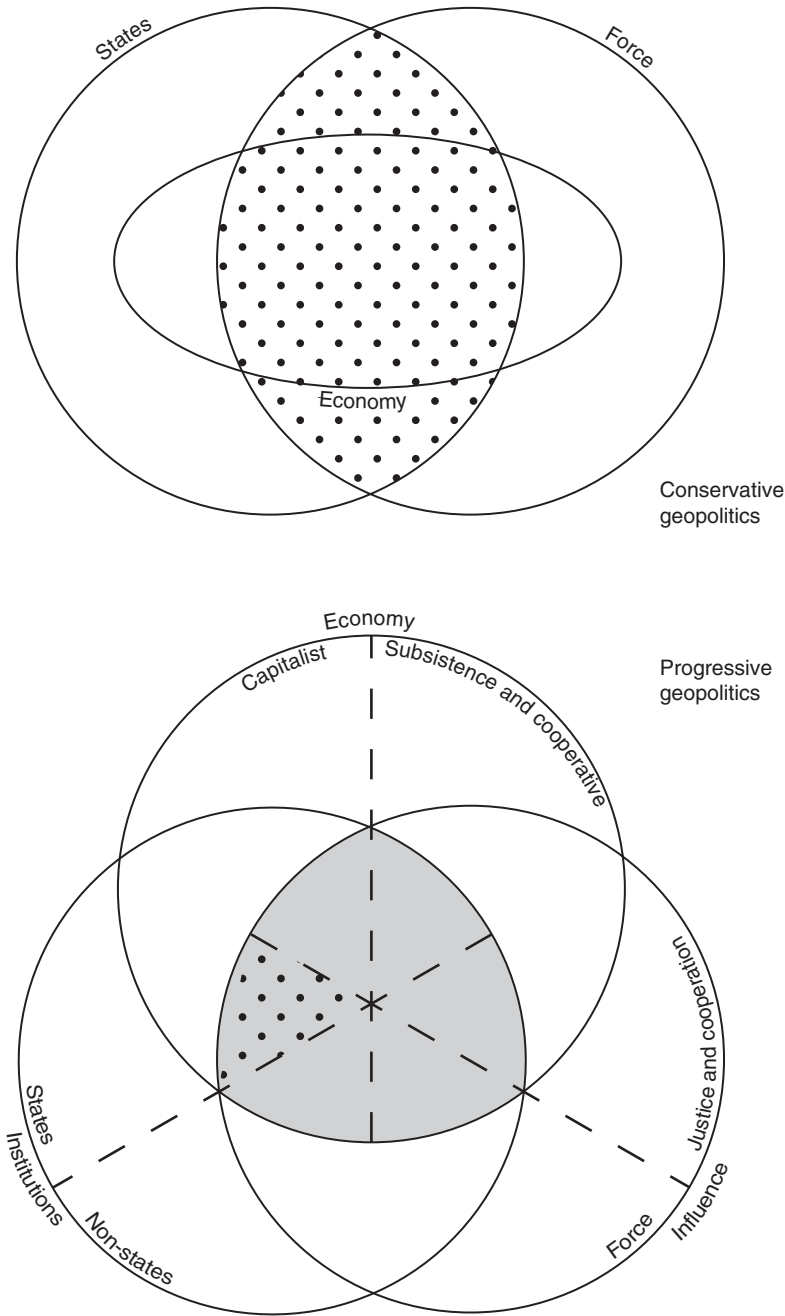 States
Force
Economy
Conservative
geopolitics
Economy
Capitalist
Subsistence and cooperative
Progressive
geopolitics
Justice and cooperation
States
Institutions
Non-states
Force
Influence